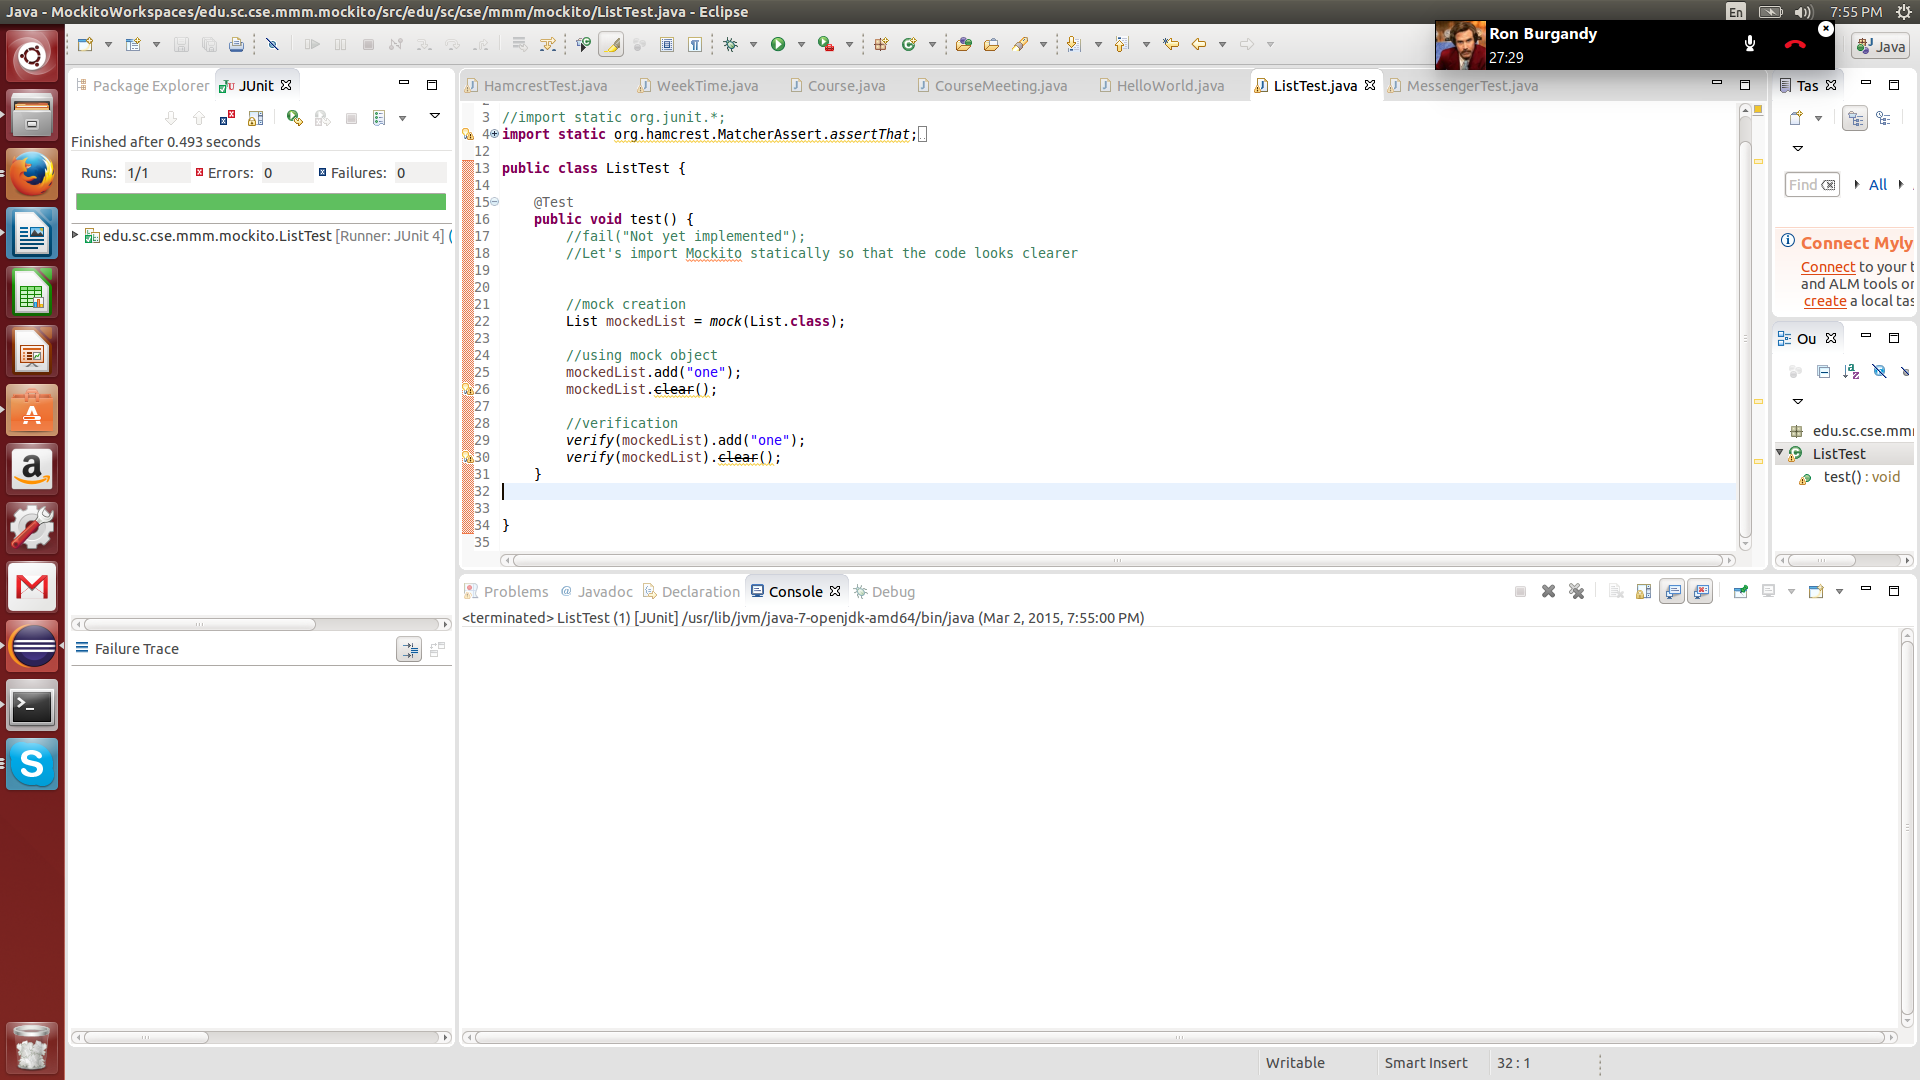 Java - MockitoWorkspaces/edu.sc.cse.mmm.mockito/src/edu/sc/cse/mmm/mockito/ListTest.java - Eclipse
En
7:55 PM
Ron Burgandy
27:29
Java
Package Explorer
JUnit
HamcrestTest.java
WeekTime.java
Course.java
CourseMeeting.java
HelloWorld.java
ListTest.java
MessengerTest.java
Tas
Finished after 0.493 seconds
Runs: 1/1
Errors: 0
Failures: 0
edu.sc.cse.mmm.mockito.ListTest [Runner: JUnit 4] (
Failure Trace
3 //import static org.junit.*;
4 import static org.hamcrest.MatcherAssert.assertThat;
12
13 public class ListTest {
14
15 @Test
16 public void test() {
17 //fail("Not yet implemented");
18 //Let's import Mockito statically so that the code looks clearer
19
20
21 //mock creation
22 List mockedList = mock(List.class);
23
24 //using mock object
25 mockedList.add("one");
26 mockedList.clear();
27
28 //verification
29 verify(mockedList).add("one");
30 verify(mockedList).clear();
31 }
32
33
34 }
35
Find
All
Connect Myly
Connect to your t
and ALM tools or
create a local tas
Ou
edu.sc.cse.mmm
ListTest
test() : void
Problems
@ Javadoc
Declaration
Console
Debug
<terminated> ListTest (1) [JUnit] /usr/lib/jvm/java-7-openjdk-amd64/bin/java (Mar 2, 2015, 7:55:00 PM)
Writable
Smart Insert
32 : 1